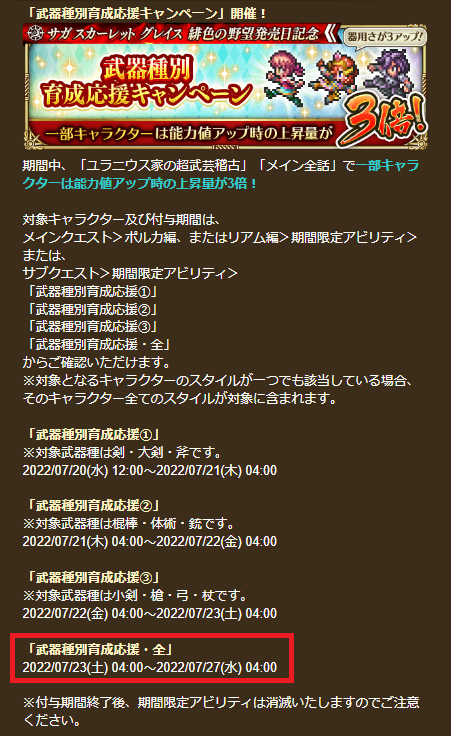 「武器種別育成応援キャンペーン」開催！
サガ スカーレット グレイス 緋色の野望発売日記念
器用さが3アップ！
武器種別
育成応援キャンペーン
3倍！
一部キャラクターは能力値アップ時の上昇量が
期間中、「ユラニウス家の超武芸稽古」「メイン全話」で一部キャラ
クターは能力値アップ時の上昇量が3倍！
対象キャラクター及び付与期間は、
メインクエスト＞ポルカ編、またはリアム編＞期間限定アビリティ＞
または、
サブクエスト＞期間限定アビリティ＞
「武器種別育成応援①」
「武器種別育成応援②」
「武器種別育成応援③」
「武器種別育成応援・全」
からご確認いただけます。
※対象となるキャラクターのスタイルが一つでも該当している場合、
そのキャラクター全てのスタイルが対象に含まれます。
「武器種別育成応援①」
※対象武器種は剣・大剣・斧です。
2022/07/20(水) 12:00～2022/07/21(木) 04:00
「武器種別育成応援②」
※対象武器種は棍棒・体術・銃です。
2022/07/21(木) 04:00～2022/07/22(金) 04:00
「武器種別育成応援③」
※対象武器種は小剣・槍・弓・杖です。
2022/07/22(金) 04:00～2022/07/23(土) 04:00
「武器種別育成応援・全」
2022/07/23(土) 04:00～2022/07/27(水) 04:00
※付与期間終了後、期間限定アビリティは消滅いたしますのでご注意
ください。